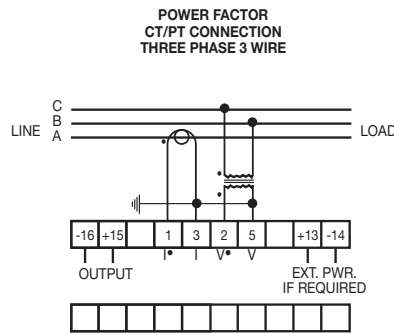 POWER FACTOR
CT/PT CONNECTION
THREE PHASE 3 WIRE
C
B
LINE A LOAD
-16 +15 1 3 2 5 +13 -14
I• I V• V
OUTPUT EXT. PWR.
IF REQUIRED